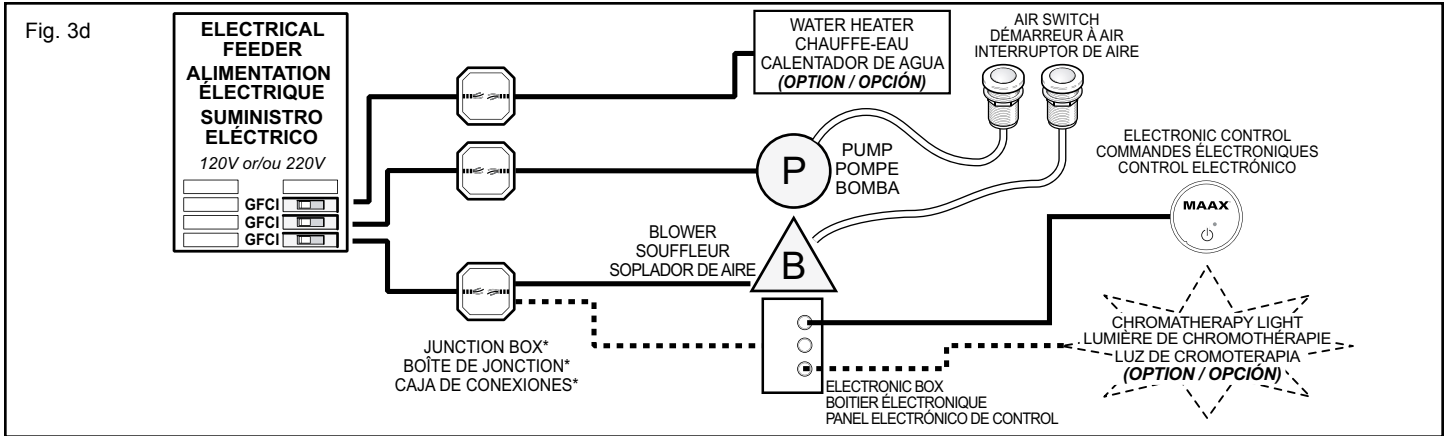 Fig. 3d
ELECTRICAL
FEEDER
ALIMENTATION
ÉLECTRIQUE
SUMINISTRO
ELÉCTRICO
120V or/ou 220V
GFCI
GFCI
GFCI
WATER HEATER
CHAUFFE-EAU
CALENTADOR DE AGUA
(OPTION / OPCIÓN)
AIR SWITCH
DÉMARREUR À AIR
INTERRUPTOR DE AIRE
P
PUMP
POMPE
BOMBA
ELECTRONIC CONTROL
COMMANDES ÉLECTRONIQUES
CONTROL ELECTRÓNICO
MAAX
BLOWER
SOUFFLEUR
SOPLADOR DE AIRE
B
JUNCTION BOX*
BOÎTE DE JONCTION*
CAJA DE CONEXIONES*
CHROMATHERAPY LIGHT
LUMIÈRE DE CHROMOTHÉRAPIE
LUZ DE CROMOTERAPIA
(OPTION / OPCIÓN)
ELECTRONIC BOX
BOITIER ÉLECTRONIQUE
PANEL ELECTRÓNICO DE CONTROL